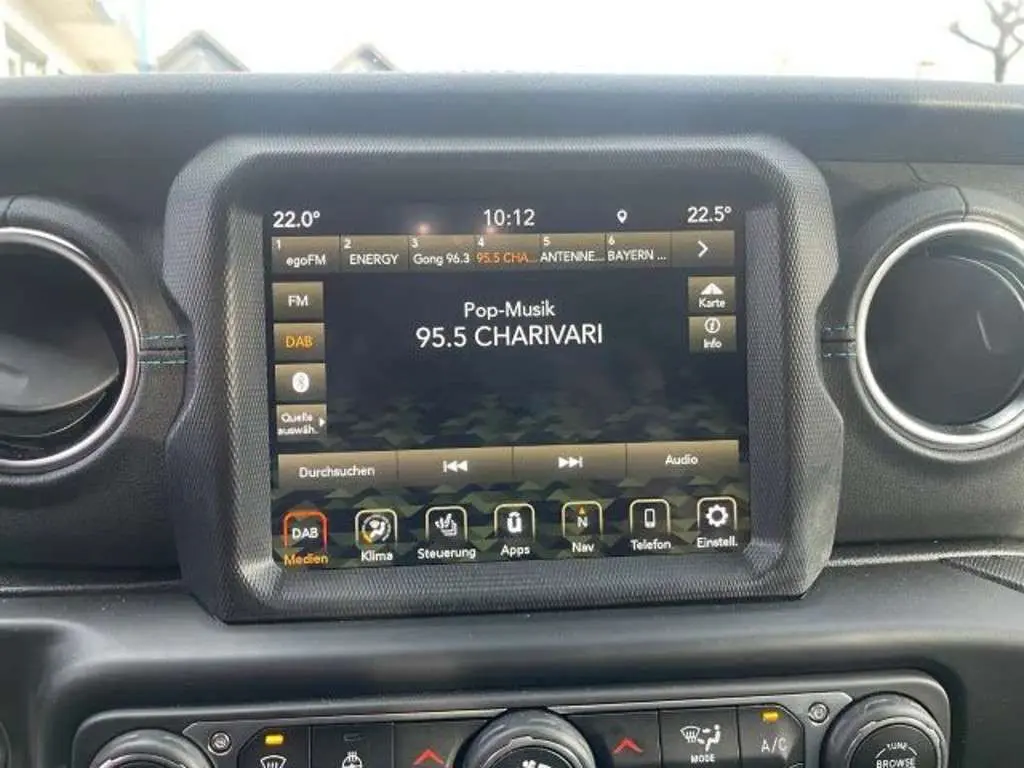 22.0° 10:12 22.5°
1 2 3 4 5 6
egoFM ENERGY Gong 96.3 95.5 CHA... ANTENNE... BAYERN ...
FM
DAB
Quelle
auswäh.
Pop-Musik
95.5 CHARIVARI
Karte
Info
Durchsuchen Audio
DAB N
Medien Klima Steuerung Apps Nav Telefon Einstell.
MODE
A/C
TUNE
BROWSE